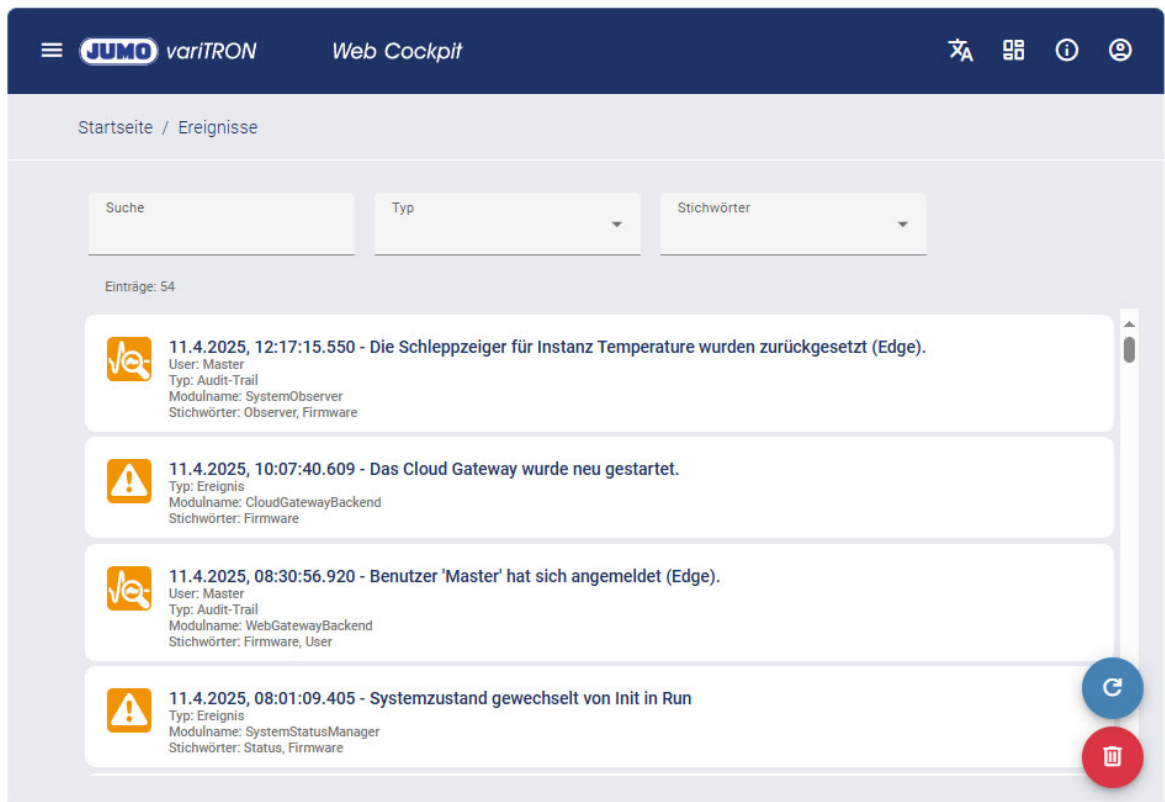 JUMO variTRON Web Cockpit
Startseite / Ereignisse
Suche Typ Stichwörter
Einträge: 54
11.4.2025, 12:17:15.550 - Die Schleppzeiger für Instanz Temperature wurden zurückgesetzt (Edge).
User: Master
Typ: Audit-Trail
Modulname: SystemObserver
Stichwörter: Observer, Firmware
11.4.2025, 10:07:40.609 - Das Cloud Gateway wurde neu gestartet.
Typ: Ereignis
Modulname: CloudGatewayBackend
Stichwörter: Firmware
11.4.2025, 08:30:56.920 - Benutzer 'Master' hat sich angemeldet (Edge).
User: Master
Typ: Audit-Trail
Modulname: WebGatewayBackend
Stichwörter: Firmware, User
11.4.2025, 08:01:09.405 - Systemzustand gewechselt von Init in Run
Typ: Ereignis
Modulname: SystemStatusManager
Stichwörter: Status, Firmware